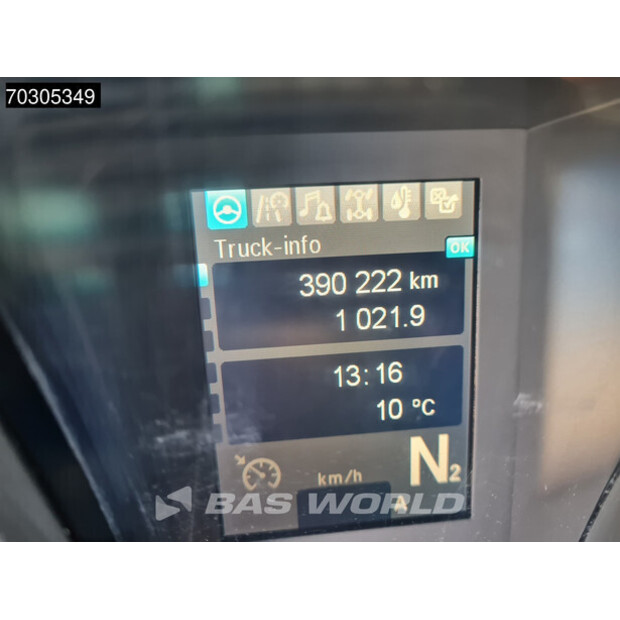 70305349
Truck-info
OK
390 222 km
1 021.9
13:16
10 °C
km/h
N2
A
BAS WORLD